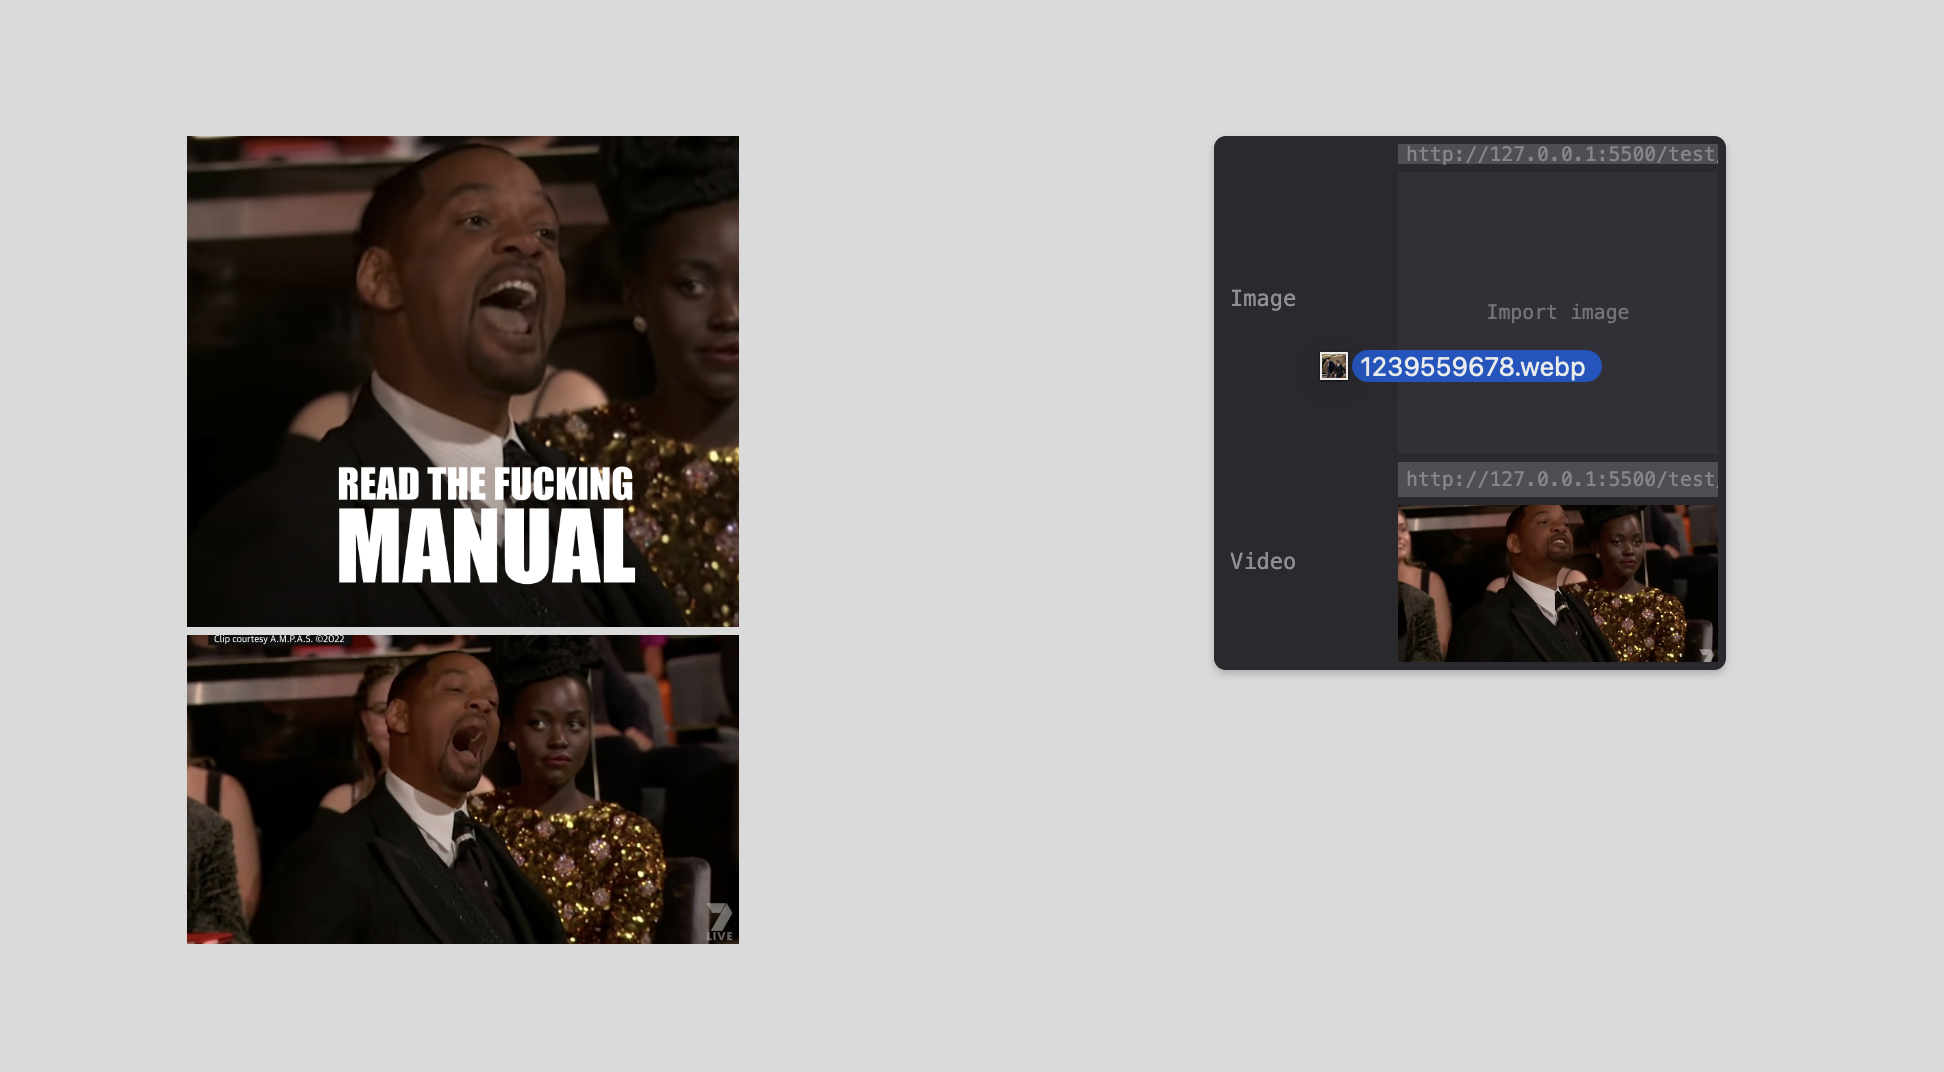 READ THE FUCKING
MANUAL
Clip courtesy A.M.P.A.S. ©2022
7
LIVE
http://127.0.0.1:5500/test/
Image
Import image
1239559678.webp
http://127.0.0.1:5500/test/
Video
7